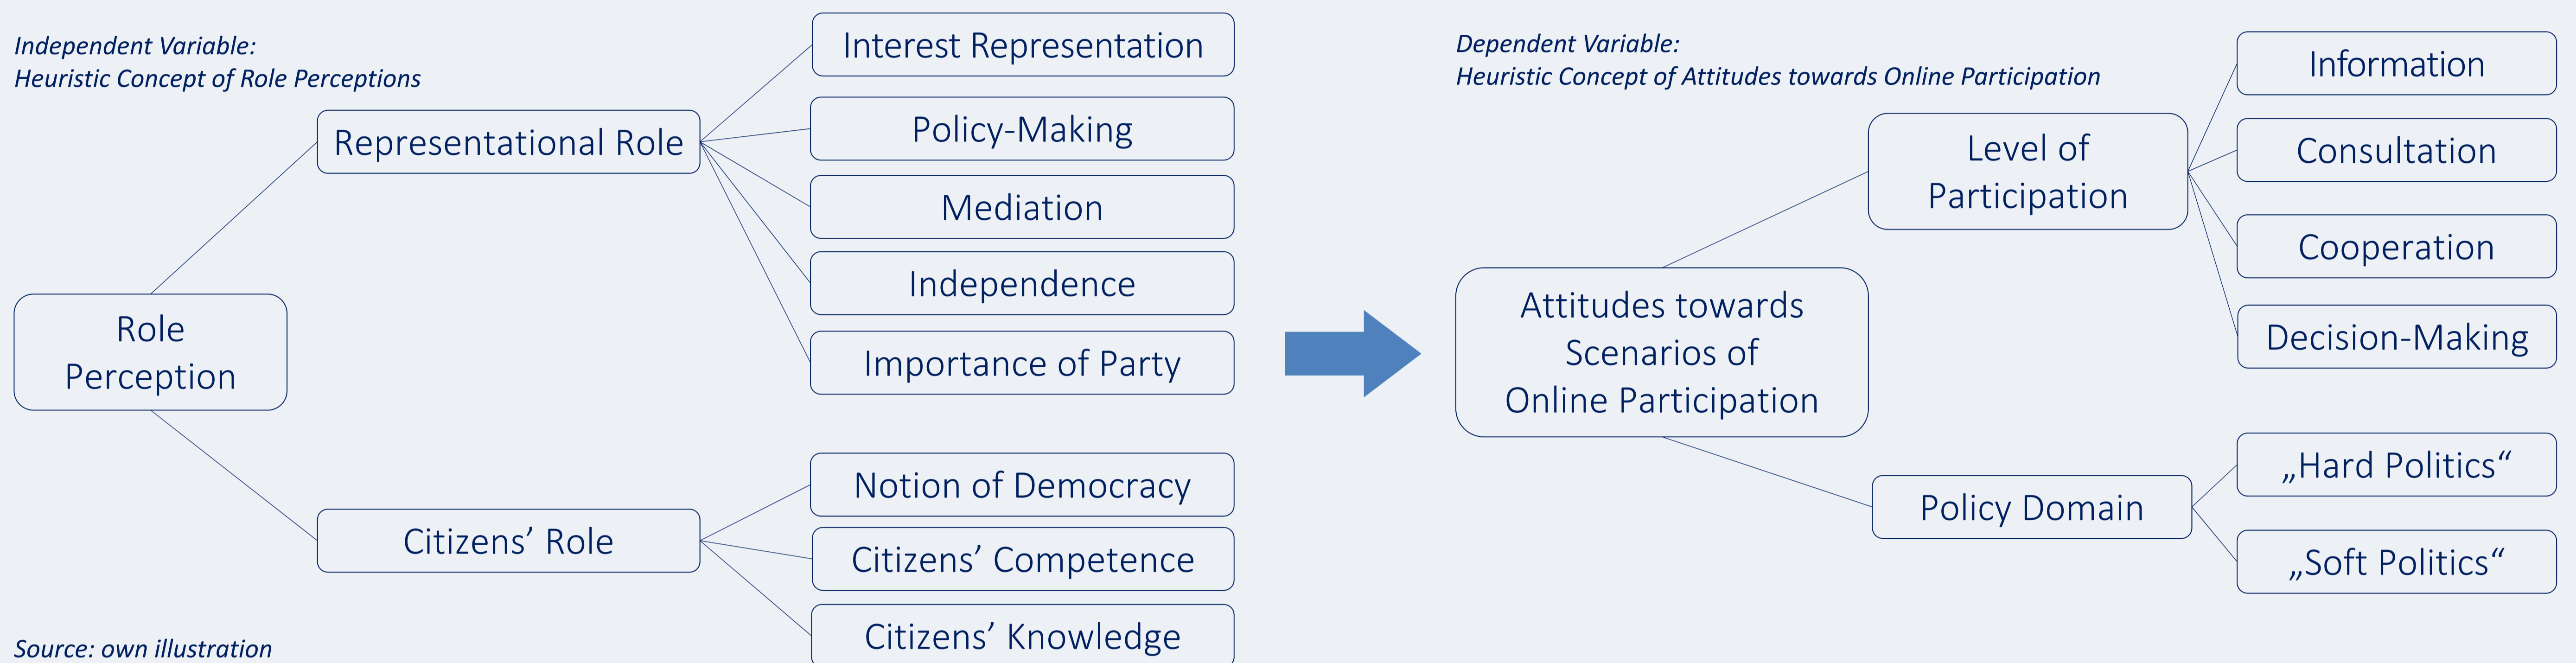 Independent Variable:
Heuristic Concept of Role Perceptions
Role
Perception
Representational Role
Interest Representation
Policy-Making
Mediation
Independence
Importance of Party
Citizens’ Role
Notion of Democracy
Citizens’ Competence
Citizens’ Knowledge
Source: own illustration
Dependent Variable:
Heuristic Concept of Attitudes towards Online Participation
Attitudes towards
Scenarios of
Online Participation
Level of
Participation
Information
Consultation
Cooperation
Decision-Making
Policy Domain
„Hard Politics“
„Soft Politics“